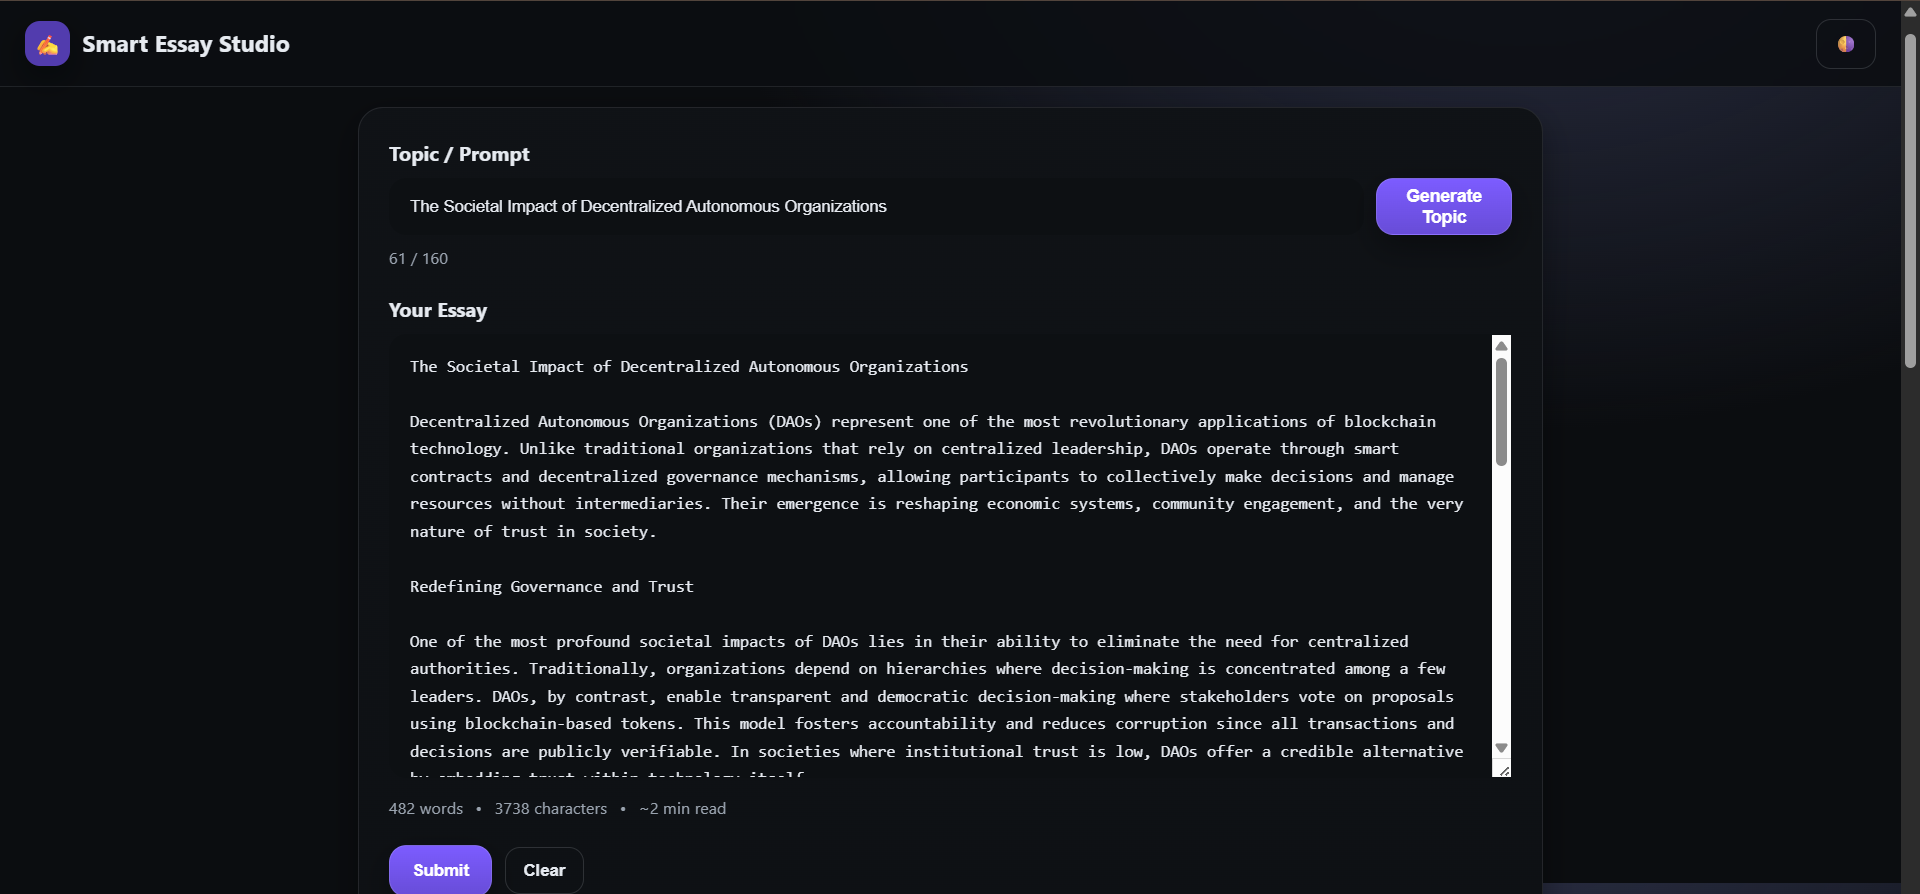 Smart Essay Studio
Topic / Prompt
The Societal Impact of Decentralized Autonomous Organizations
Generate
Topic
61 / 160
Your Essay
The Societal Impact of Decentralized Autonomous Organizations
Decentralized Autonomous Organizations (DAOs) represent one of the most revolutionary applications of blockchain
technology. Unlike traditional organizations that rely on centralized leadership, DAOs operate through smart
contracts and decentralized governance mechanisms, allowing participants to collectively make decisions and manage
resources without intermediaries. Their emergence is reshaping economic systems, community engagement, and the very
nature of trust in society.
Redefining Governance and Trust
One of the most profound societal impacts of DAOs lies in their ability to eliminate the need for centralized
authorities. Traditionally, organizations depend on hierarchies where decision-making is concentrated among a few
leaders. DAOs, by contrast, enable transparent and democratic decision-making where stakeholders vote on proposals
using blockchain-based tokens. This model fosters accountability and reduces corruption since all transactions and
decisions are publicly verifiable. In societies where institutional trust is low, DAOs offer a credible alternative
by embedding trust within technology itself.
482 words • 3738 characters • ~2 min read
Submit
Clear